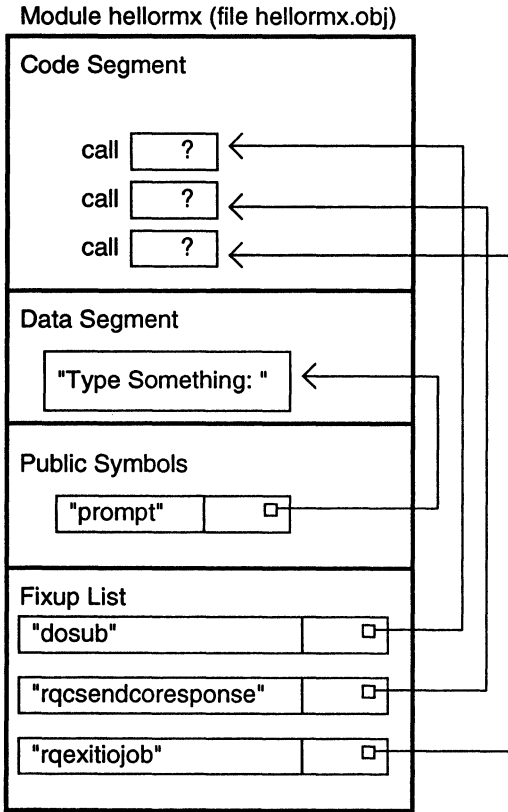 Module hellormx (file hellormx.obj)
Code Segment
call ?
call ?
call ?
Data Segment
"Type Something: "
Public Symbols
"prompt"
Fixup List
"dosub"
"rqcsendcoresponse"
"rqexitiojob"